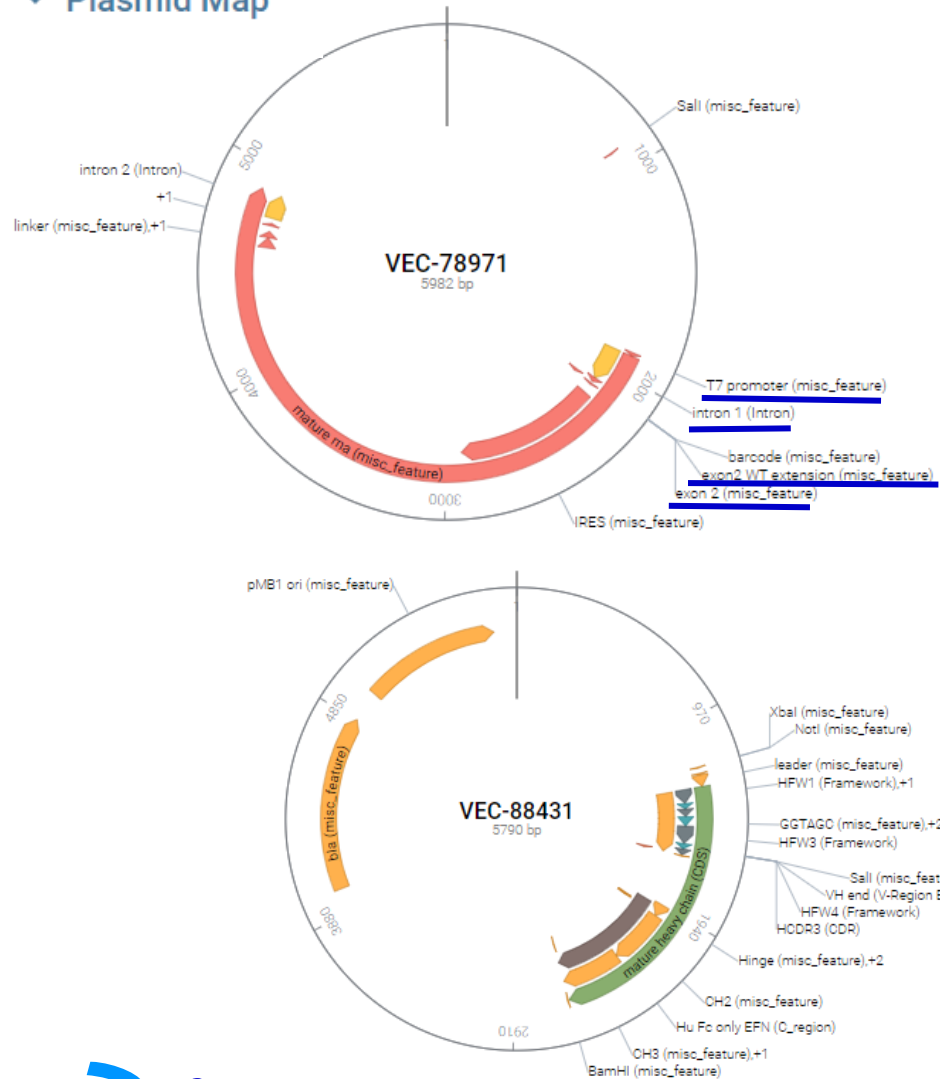 Plasmid Map
SalI (misc_feature)
1000
5000
intron 2 (Intron)
+1
linker (misc_feature),+1
VEC-78971
5982 bp
T7 promoter (misc_feature)
2000
intron 1 (Intron)
4000
barcode (misc_feature)
exon2 WT extension (misc_feature)
exon 2 (misc_feature)
mature rna (misc_feature)
3000
IRES (misc_feature)
pMB1 ori (misc_feature)
4850
970
XbaI (misc_feature)
NotI (misc_feature)
leader (misc_feature)
HFW1 (Framework),+1
bla (misc_feature)
VEC-88431
5790 bp
GGTAGC (misc_feature),+2
HFW3 (Framework)
SalI (misc_feat
VH end (V-Region E
HFW4 (Framework)
HCDR3 (CDR)
3880
mature heavy chain (CDS)
1940
Hinge (misc_feature),+2
CH2 (misc_feature)
Hu Fc only EFN (C_region)
2910
CH3 (misc_feature),+1
BamHI (misc_feature)